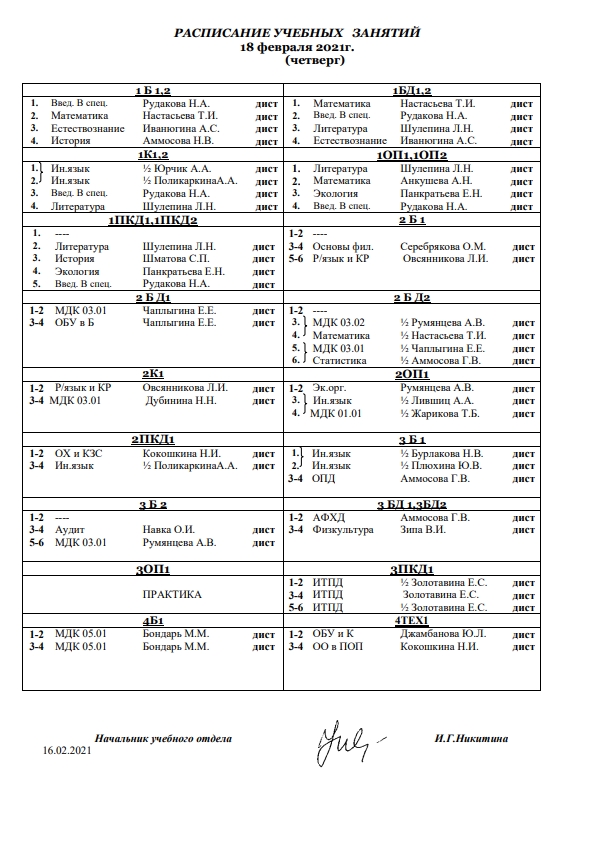 РАСПИСАНИЕ УЧЕБНЫХ ЗАНЯТИЙ
18 февраля 2021г.
(четверг)
1 Б 1,2
1. Введ. В спец. Рудакова Н.А. дист
2. Математика Настасьева Т.И. дист
3. Естествознание Иванюгина А.С. дист
4. История Аммосова Н.В. дист
1БД1,2
1. Математика Настасьева Т.И. дист
2. Введ. В спец. Рудакова Н.А. дист
3. Литература Шулепина Л.Н. дист
4. Естествознание Иванюгина А.С. дист
1К1,2
1. Ин.язык ½ Юрчик А.А. дист
2. Ин.язык ½ ПоликаркинаА.А. дист
3. Введ. В спец. Рудакова Н.А. дист
4. Литература Шулепина Л.Н. дист
1ОП1,1ОП2
1. Литература Шулепина Л.Н. дист
2. Математика Анкушева А.Н. дист
3. Экология Панкратьева Е.Н. дист
4. Введ. В спец. Рудакова Н.А. дист
1ПКД1,1ПКД2
1. ----
2. Литература Шулепина Л.Н. дист
3. История Шматова С.П. дист
4. Экология Панкратьева Е.Н. дист
5. Введ. В спец. Рудакова Н.А. дист
2 Б 1
1-2 ----
3-4 Основы фил. Серебрякова О.М. дист
5-6 Р/язык и КР Овсянникова Л.И. дист
2 Б Д1
1-2 МДК 03.01 Чаплыгина Е.Е. дист
3-4 ОБУ в Б Чаплыгина Е.Е. дист
2 Б Д2
1-2 ----
3. МДК 03.02 ½ Румянцева А.В. дист
4. Математика ½ Настасьева Т.И. дист
5. МДК 03.01 ½ Чаплыгина Е.Е. дист
6. Статистика ½ Аммосова Г.В. дист
2К1
1-2 Р/язык и КР Овсянникова Л.И. дист
3-4 МДК 03.01 Дубинина Н.Н. дист
2ОП1
1-2 Эк.орг. Румянцева А.В. дист
3. Ин.язык ½ Лившиц А.А. дист
4. МДК 01.01 ½ Жарикова Т.Б. дист
2ПКД1
1-2 ОХ и КЗС Кокошкина Н.И. дист
3-4 Ин.язык ½ ПоликаркинаА.А. дист
3 Б 1
1. Ин.язык ½ Бурлакова Н.В. дист
2. Ин.язык ½ Плюхина Ю.В. дист
3-4 ОПД Аммосова Г.В. дист
3 Б 2
1-2 ----
3-4 Аудит Навка О.И. дист
5-6 МДК 03.01 Румянцева А.В. дист
3 БД 1,3БД2
1-2 АФХД Аммосова Г.В. дист
3-4 Физкультура Зипа В.И. дист
3ОП1
ПРАКТИКА
3ПКД1
1-2 ИТПД ½ Золотавина Е.С. дист
3-4 ИТПД Золотавина Е.С. дист
5-6 ИТПД ½ Золотавина Е.С. дист
4Б1
1-2 МДК 05.01 Бондарь М.М. дист
3-4 МДК 05.01 Бондарь М.М. дист
4ТЕХ1
1-2 ОБУ и К Джамбанова Ю.Л. дист
3-4 ОО в ПОП Кокошкина Н.И. дист
Начальник учебного отдела И.Г.Никитина
16.02.2021